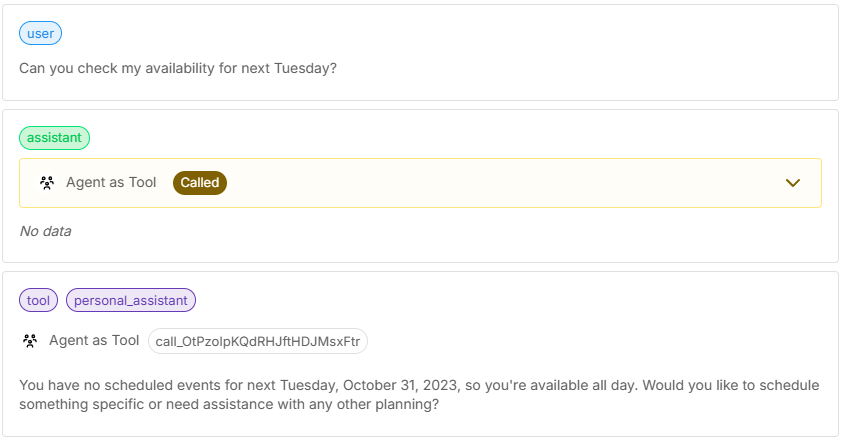 user
Can you check my availability for next Tuesday?
assistant
Agent as Tool Called
No data
tool personal_assistant
Agent as Tool call_OtPzolpKQdRHJftHDJMsxFtr
You have no scheduled events for next Tuesday, October 31, 2023, so you're available all day. Would you like to schedule
something specific or need assistance with any other planning?